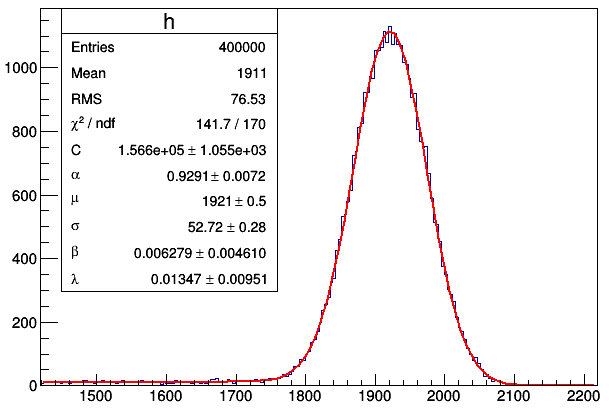 h
Entries 400000
Mean 1911
RMS 76.53
χ² / ndf 141.7 / 170
C 1.566e+05 ± 1.055e+03
α 0.9291 ± 0.0072
μ 1921 ± 0.5
σ 52.72 ± 0.28
β 0.006279 ± 0.004610
λ 0.01347 ± 0.00951
1000
800
600
400
200
0
1500 1600 1700 1800 1900 2000 2100 2200